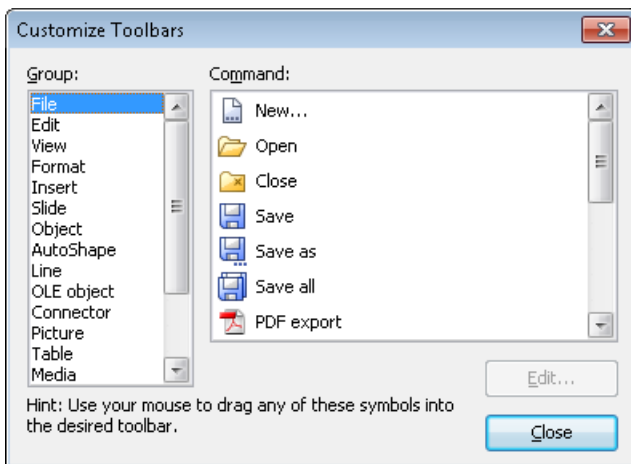 Customize Toolbars
Group:
File
Edit
View
Format
Insert
Slide
Object
AutoShape
Line
OLE object
Connector
Picture
Table
Media
Command:
New...
Open
Close
Save
Save as
Save all
PDF export
Edit...
Hint: Use your mouse to drag any of these symbols into
the desired toolbar.
Close